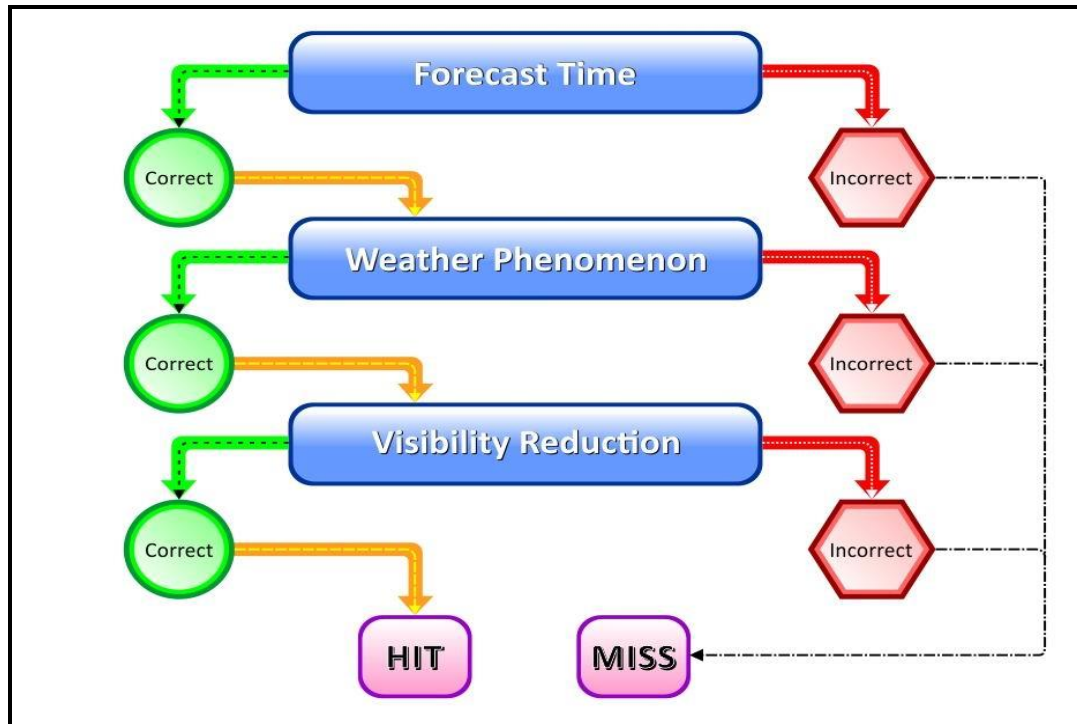 Forecast Time
Correct
Incorrect
Weather Phenomenon
Correct
Incorrect
Visibility Reduction
Correct
Incorrect
HIT
MISS